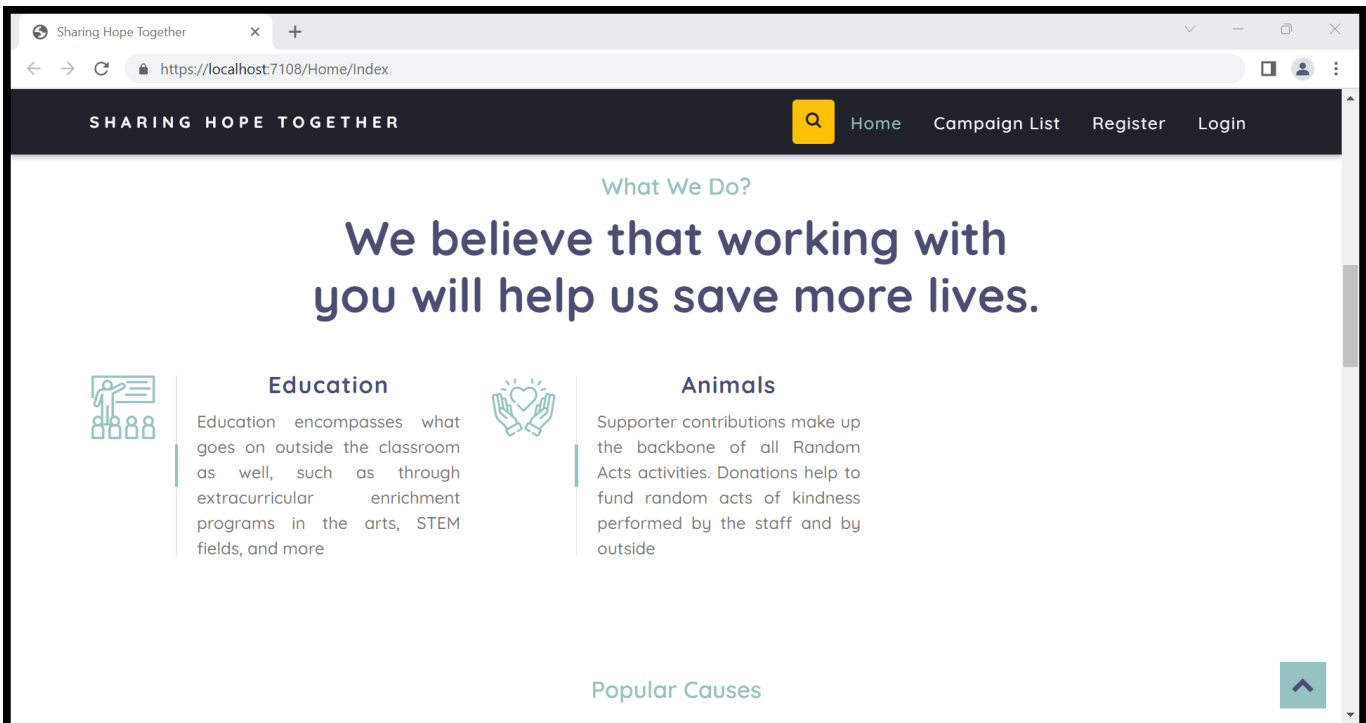 Sharing Hope Together
https://localhost:7108/Home/Index
SHARING HOPE TOGETHER
Home Campaign List Register Login
What We Do?
We believe that working with
you will help us save more lives.
Education
Education encompasses what
goes on outside the classroom
as well, such as through
extracurricular enrichment
programs in the arts, STEM
fields, and more
Animals
Supporter contributions make up
the backbone of all Random
Acts activities. Donations help to
fund random acts of kindness
performed by the staff and by
outside
Popular Causes